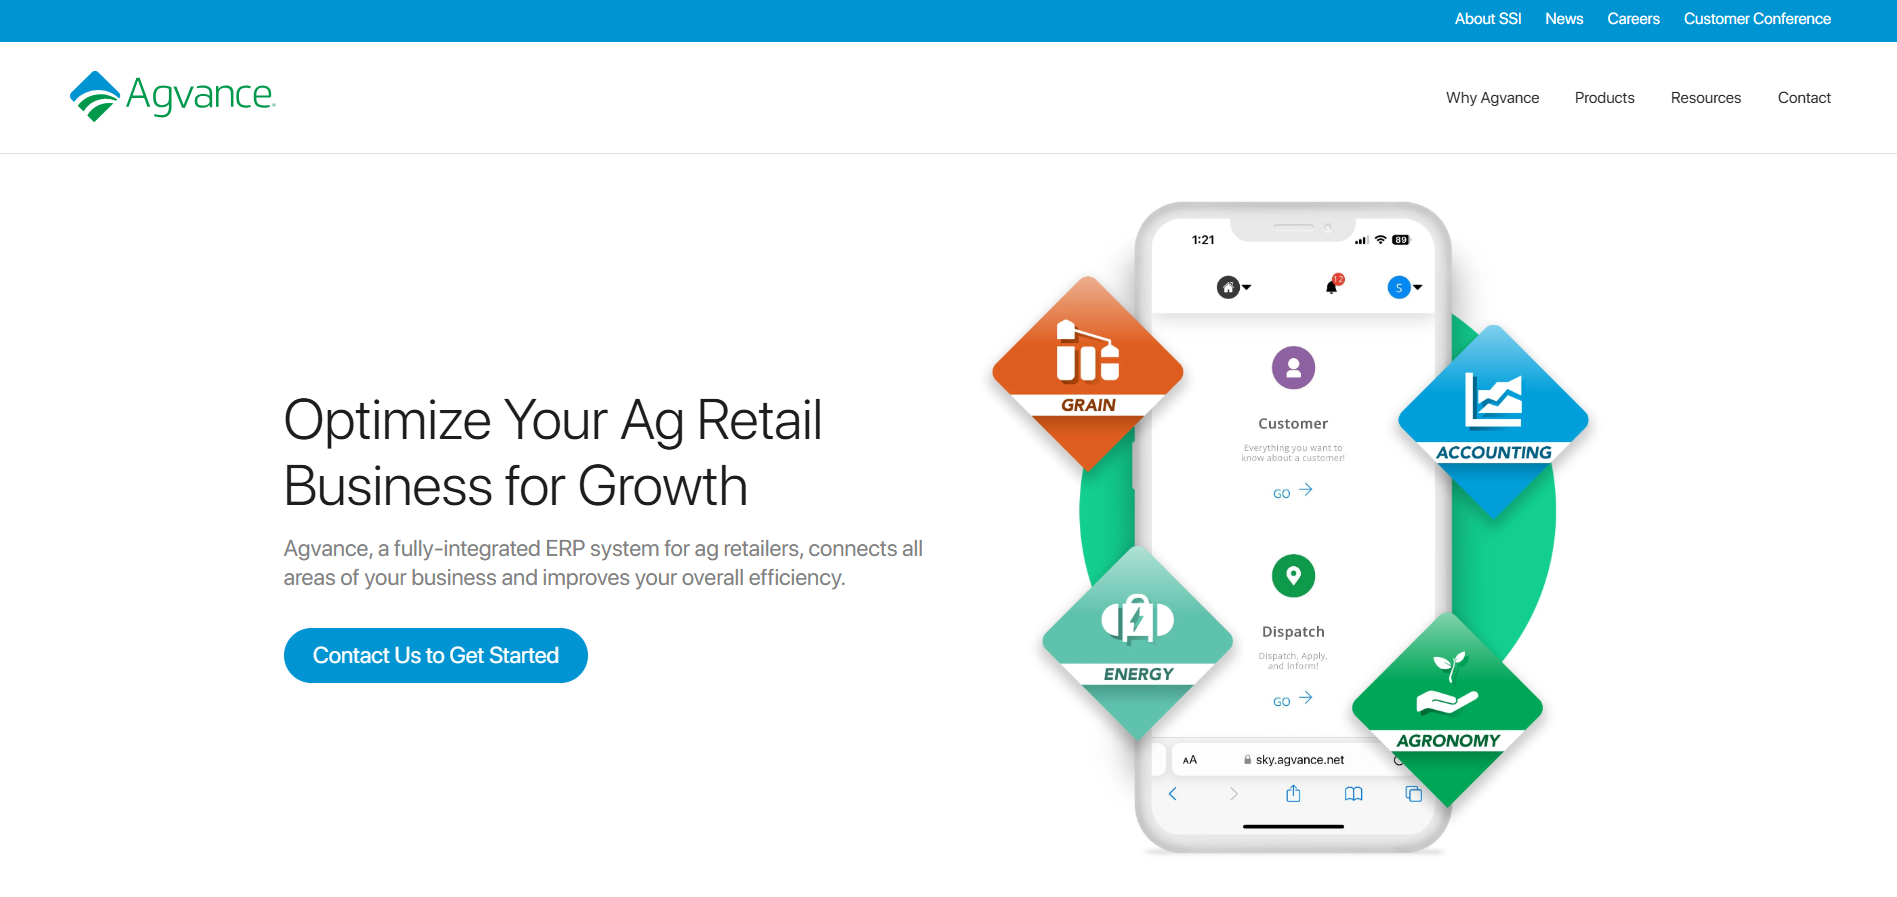 About SSI
News
Careers
Customer Conference
Agvance
Why Agvance
Products
Resources
Contact
Optimize Your Ag Retail
Business for Growth
Agvance, a fully-integrated ERP system for ag retailers, connects all
areas of your business and improves your overall efficiency.
Contact Us to Get Started
1:21
89
12
S
GRAIN
Customer
Everything you want to
know about a customer!
GO
ACCOUNTING
ENERGY
Dispatch
Dispatch, Apply,
and Inform!
GO
AGRONOMY
AA
sky.agvance.net